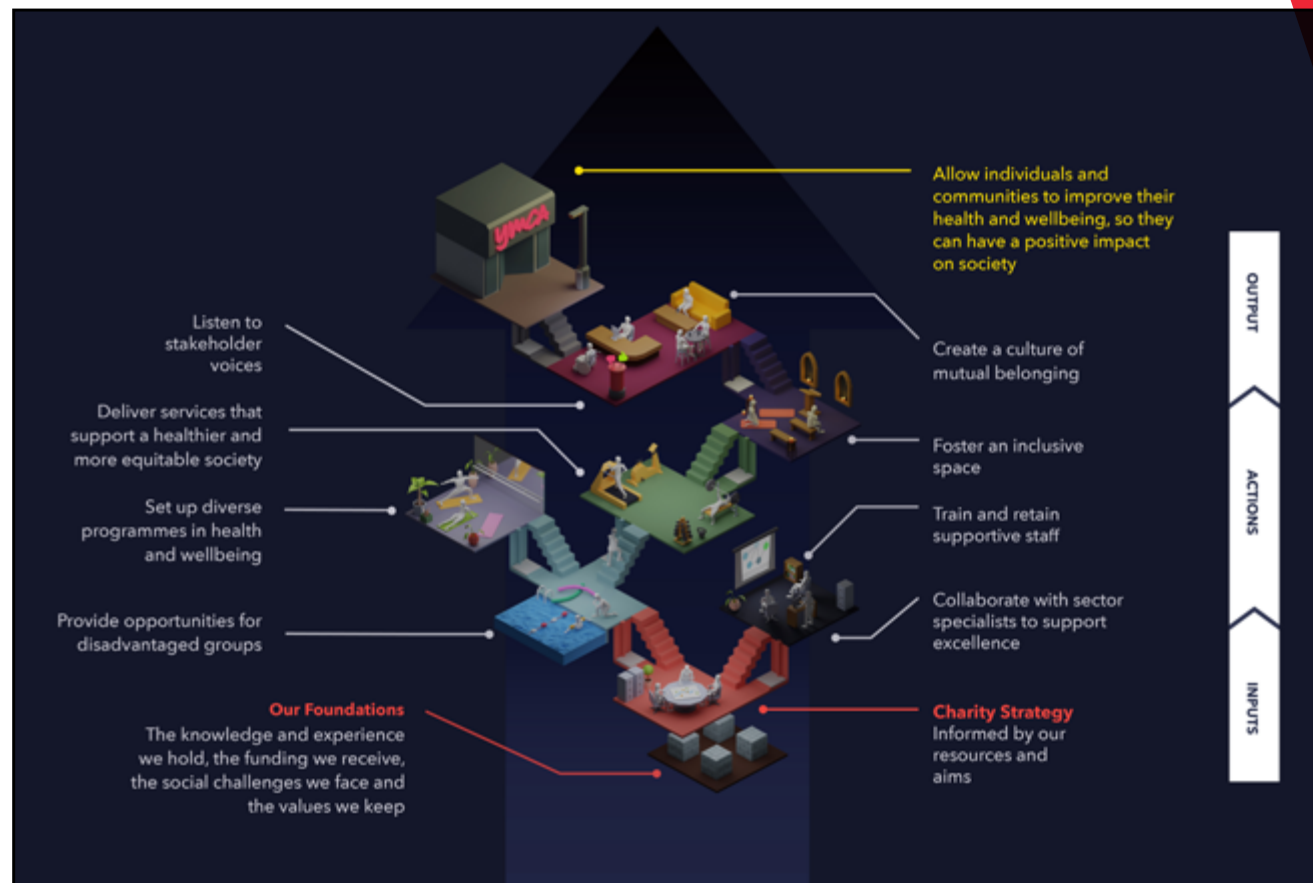 YMCA
Allow individuals and
communities to improve their
health and wellbeing, so they
can have a positive impact
on society
Listen to
stakeholder
voices
Create a culture of
mutual belonging
Deliver services that
support a healthier and
more equitable society
Foster an inclusive
space
Set up diverse
programmes in health
and wellbeing
Train and retain
supportive staff
Provide opportunities for
disadvantaged groups
Collaborate with sector
specialists to support
excellence
Our Foundations
The knowledge and experience
we hold, the funding we receive,
the social challenges we face and
the values we keep
Charity Strategy
Informed by our
resources and
aims
OUTPUT
ACTIONS
INPUTS